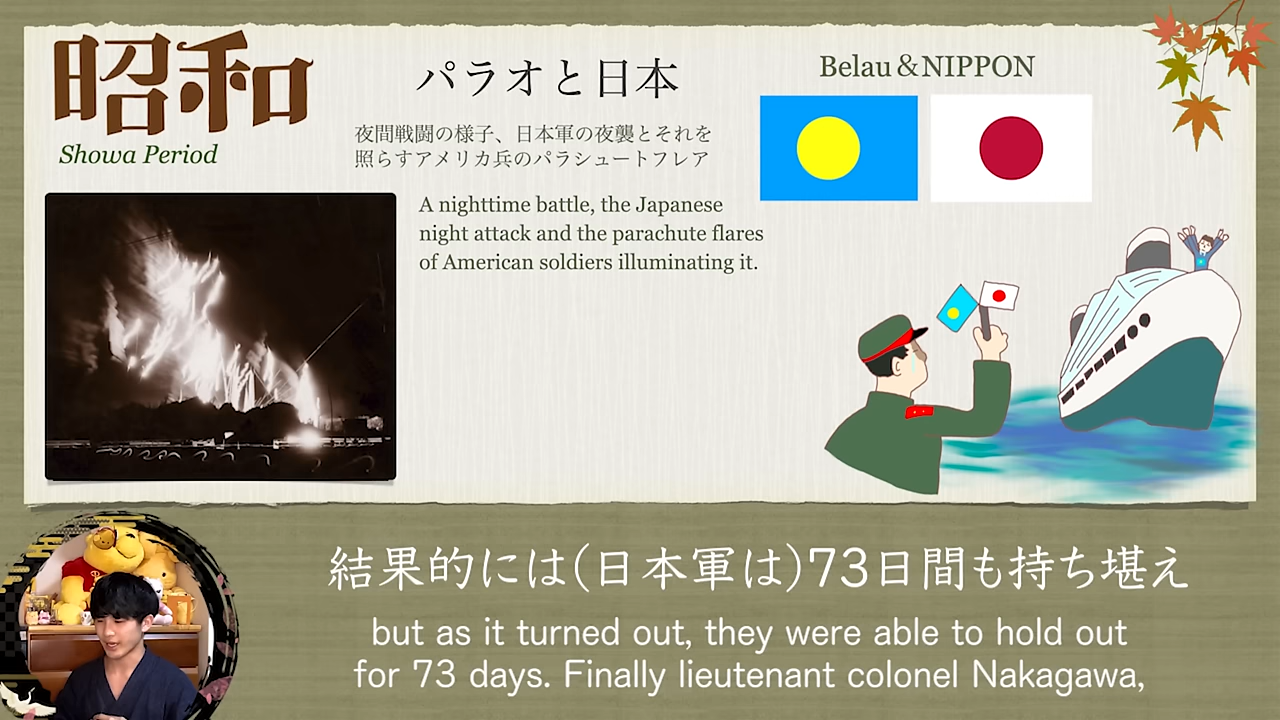 昭和
Showa Period
パラオと日本
夜間戦闘の様子、日本軍の夜襲とそれを
照らすアメリカ兵のパラシュートフレア
A nighttime battle, the Japanese
night attack and the parachute flares
of American soldiers illuminating it.
Belau&NIPPON
結果的には(日本軍は)73日間も持ち堪え
but as it turned out, they were able to hold out
for 73 days. Finally lieutenant colonel Nakagawa,